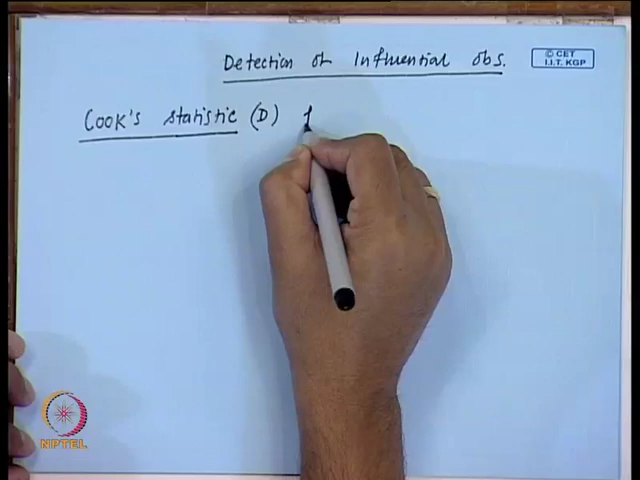 Detection of Influential obs.
© CET
I.I.T. KGP
Cook's statistic (D)
NPTEL